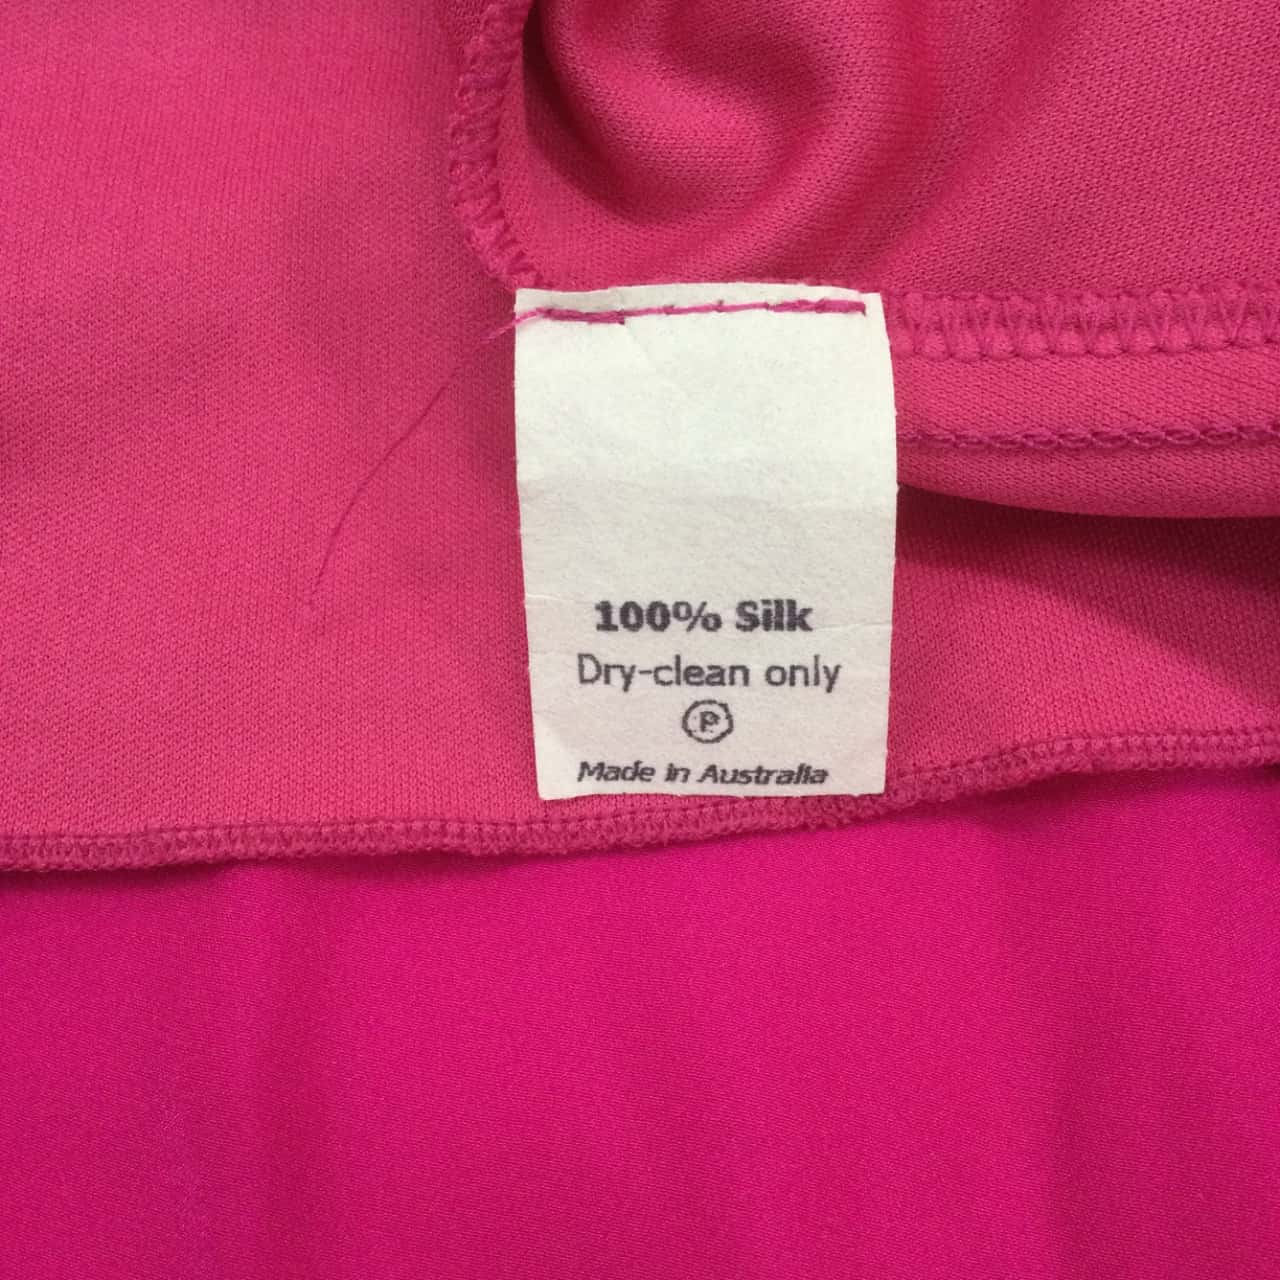 100% Silk
Dry-clean only
P
Made in Australia